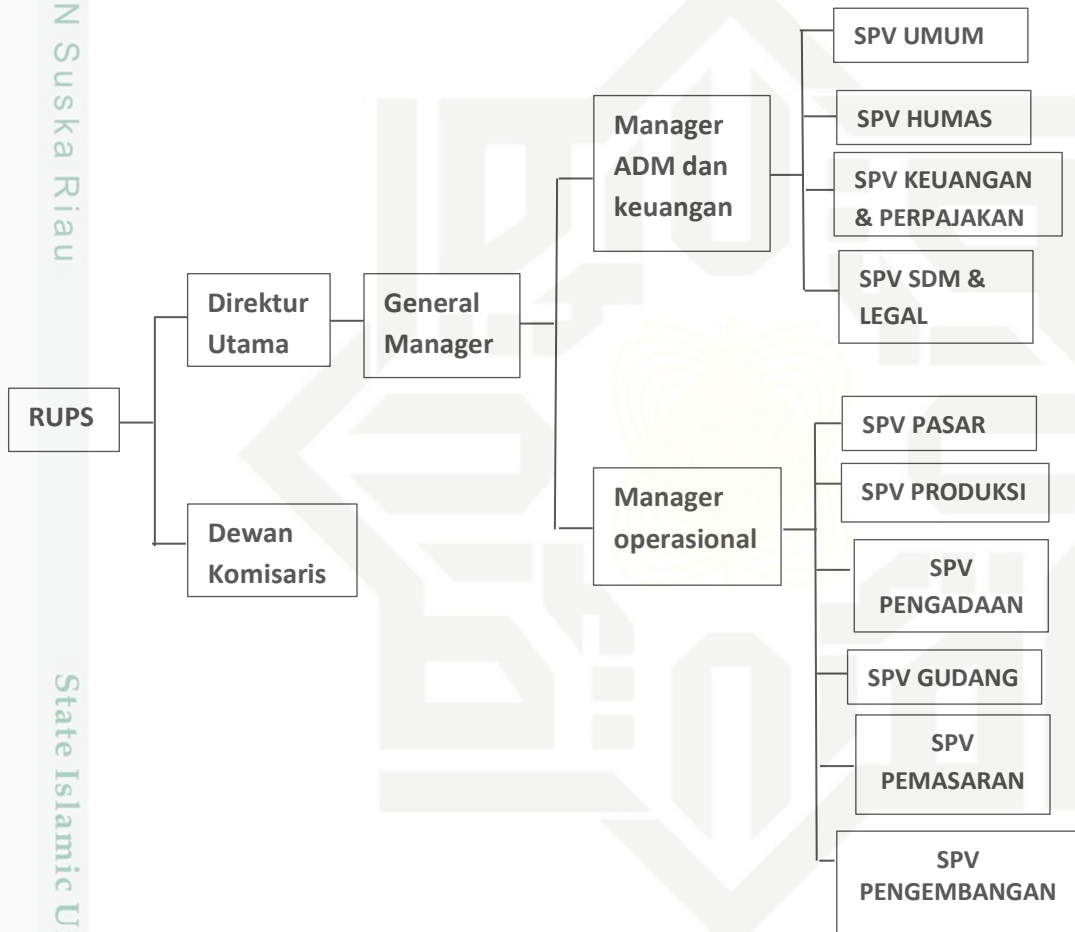 N Suska Riau
State Islamic U
RUPS
Direktur
Utama
Dewan
Komisaris
General
Manager
Manager
ADM dan
keuangan
Manager
operasional
SPV UMUM
SPV HUMAS
SPV KEUANGAN
& PERPAJAKAN
SPV SDM &
LEGAL
SPV PASAR
SPV PRODUKSI
SPV
PENGADAAN
SPV GUDANG
SPV
PEMASARAN
SPV
PENGEMBANGAN